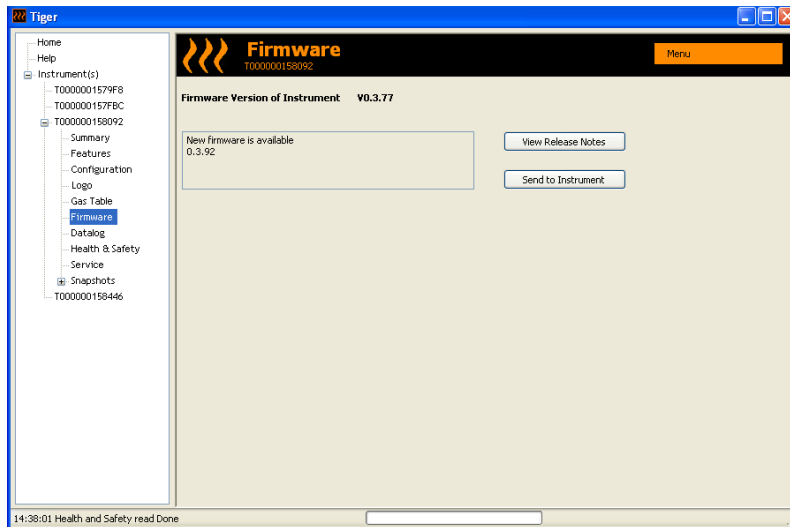 Tiger
Home
Help
Instrument(s)
T0000001579F8
T000000157FBC
T000000158092
Summary
Features
Configuration
Logo
Gas Table
Firmware
Datalog
Health & Safety
Service
Snapshots
T000000158446
Firmware
T000000158092
Menu
Firmware Version of Instrument V0.3.77
New firmware is available
0.3.92
View Release Notes
Send to Instrument
14:38:01 Health and Safety read Done